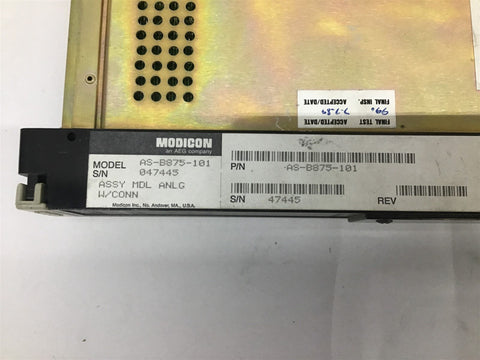 FINAL TEST
ACCEPTED/DATE
FINAL INSP.
ACCEPTED/DATE
MODICON
an AEG company
MODEL AS-B875-101
S/N 047445
ASSY MDL ANLG
W/CONN
Modicon Inc., No. Andover, MA., U.S.A.
P/N AS-B875-101
S/N 47445
REV